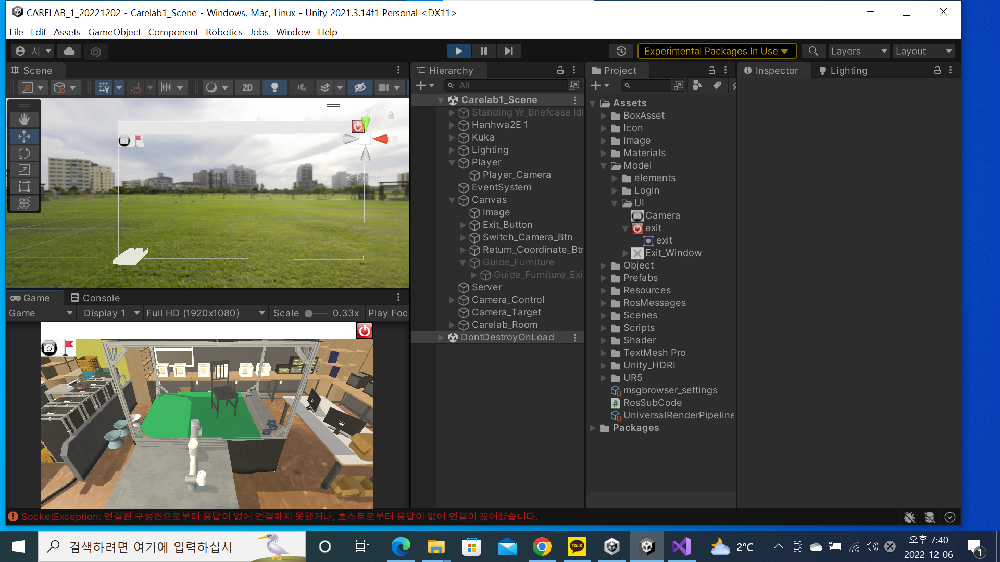 CARELAB_1_20221202 - Carelab1_Scene - Windows, Mac, Linux - Unity 2021.3.14f1 Personal <DX11>
File Edit Assets GameObject Component Robotics Jobs Window Help
서 Experimental Packages In Use Layers Layout
Scene
2D
y
x
Persp
Game Console
Game Display 1 Full HD (1920x1080) Scale 0.33x Play Foc
Hierarchy
All
Carelab1_Scene
Standing W_Briefcase Idl
Hanhwa2E 1
Kuka
Lighting
Player
Player_Camera
EventSystem
Canvas
Image
Exit_Button
Switch_Camera_Btn
Return_Coordinate_Btn
Guide_Furniture
Guide_Furniture_Exi
Server
Camera_Control
Camera_Target
Carelab_Room
DontDestroyOnLoad
Project
Assets
BoxAsset
Icon
Image
Materials
Model
elements
Login
UI
Camera
exit
exit
Exit_Window
Object
Prefabs
Resources
RosMessages
Scenes
Scripts
Shader
TextMesh Pro
Unity_HDRI
UR5
msgbrowser_settings
RosSubCode
UniversalRenderPipeline
Packages
Inspector Lighting
SocketException: 연결된 구성원으로부터 응답이 없어 연결하지 못했거나, 호스트로부터 응답이 없어 연결이 끊어졌습니다.
검색하려면 여기에 입력하십시
TALK
2°C
오후 7:40
2022-12-06
1